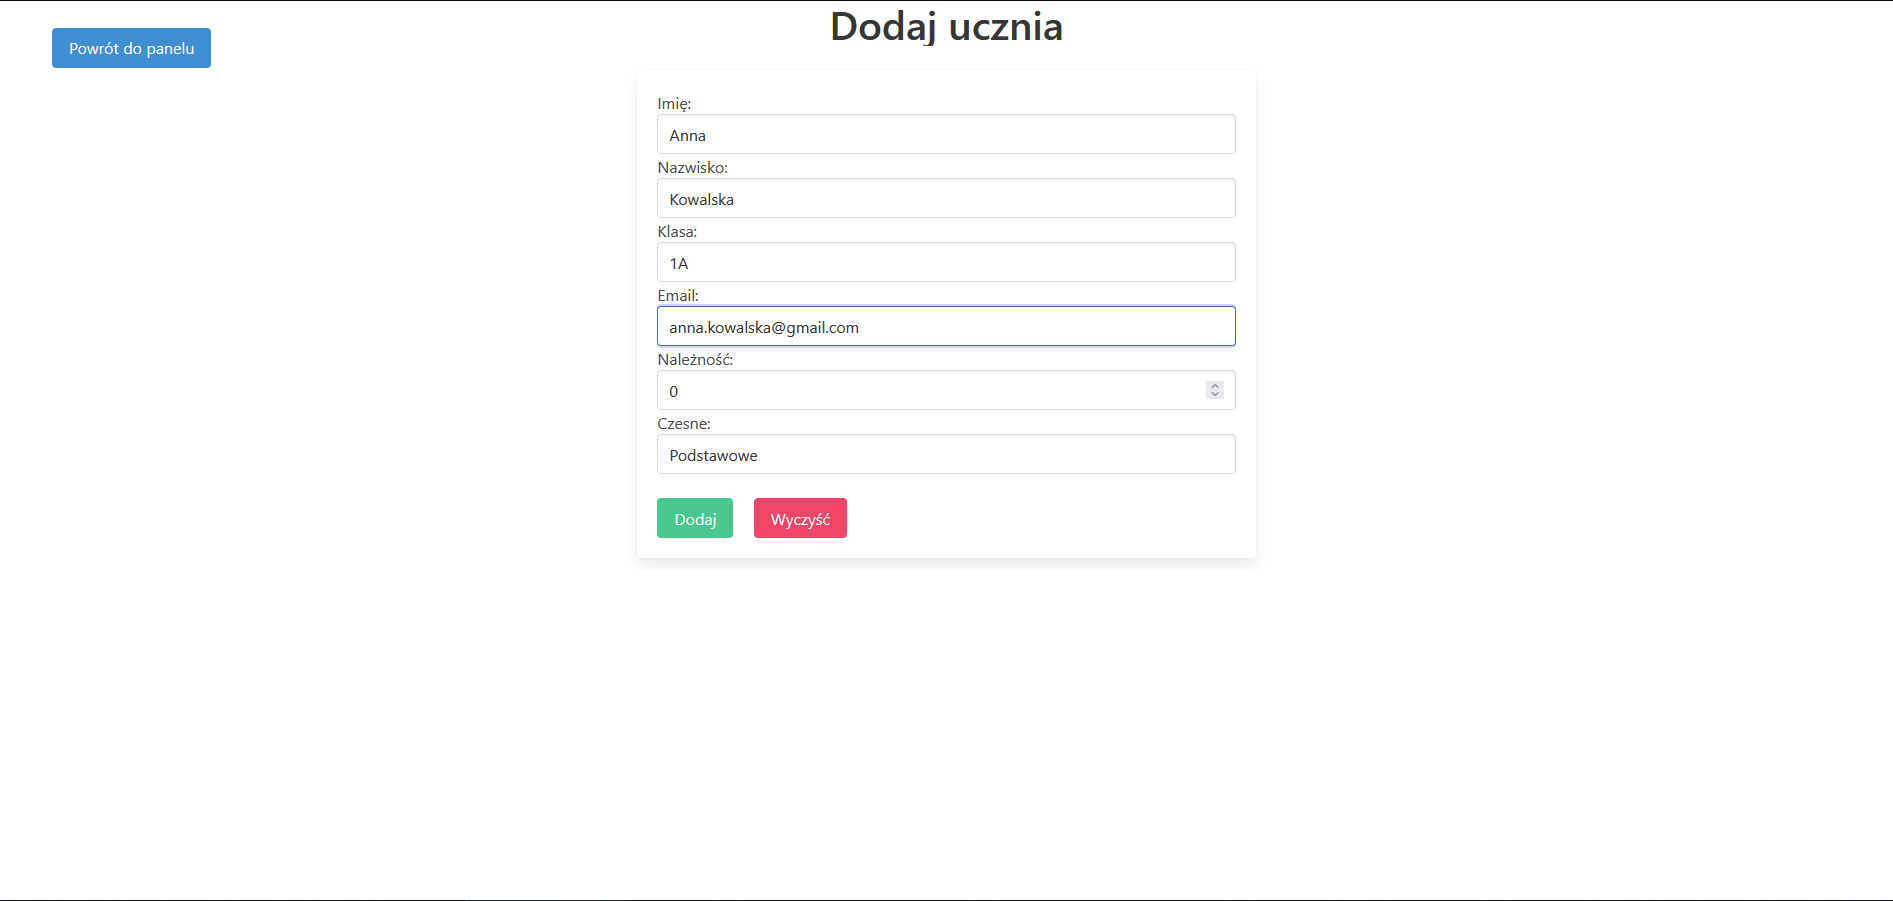 Dodaj ucznia
Powrót do panelu
Imię:
Anna
Nazwisko:
Kowalska
Klasa:
1A
Email:
anna.kowalska@gmail.com
Należność:
0
Czesne:
Podstawowe
Dodaj
Wyczyść